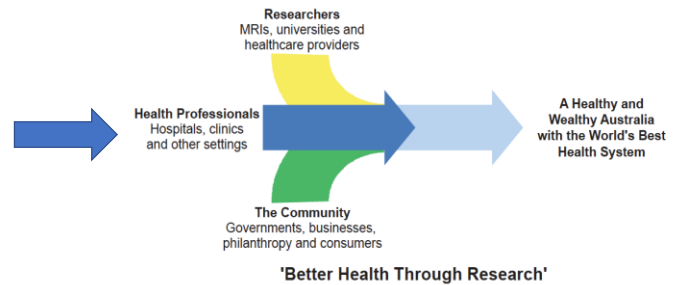 Researchers
MRIs, universities and
healthcare providers
Health Professionals
Hospitals, clinics
and other settings
A Healthy and
Wealthy Australia
with the World's Best
Health System
The Community
Governments, businesses,
philanthropy and consumers
'Better Health Through Research'